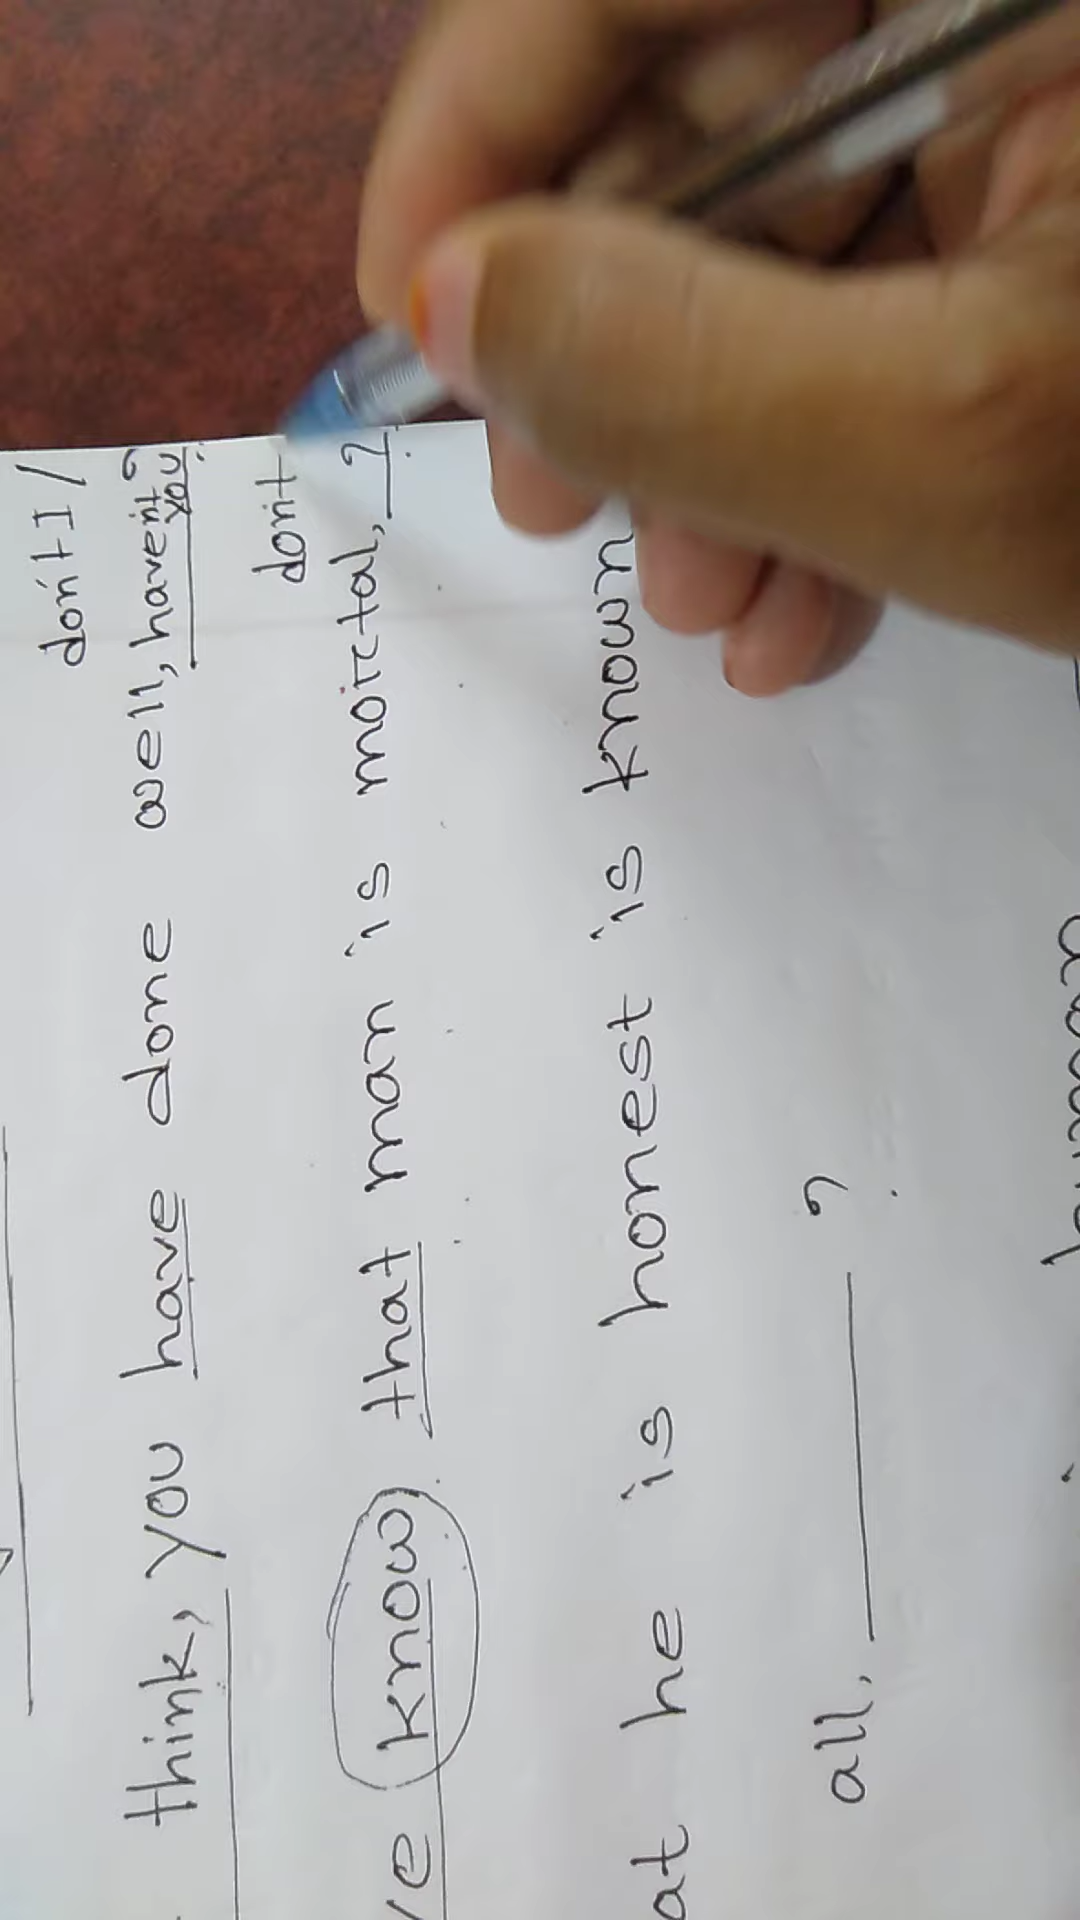 don't I /
think, you have done well, haven't you?
don't
know that man is morctal, ?
at he is honest is known
all. ?